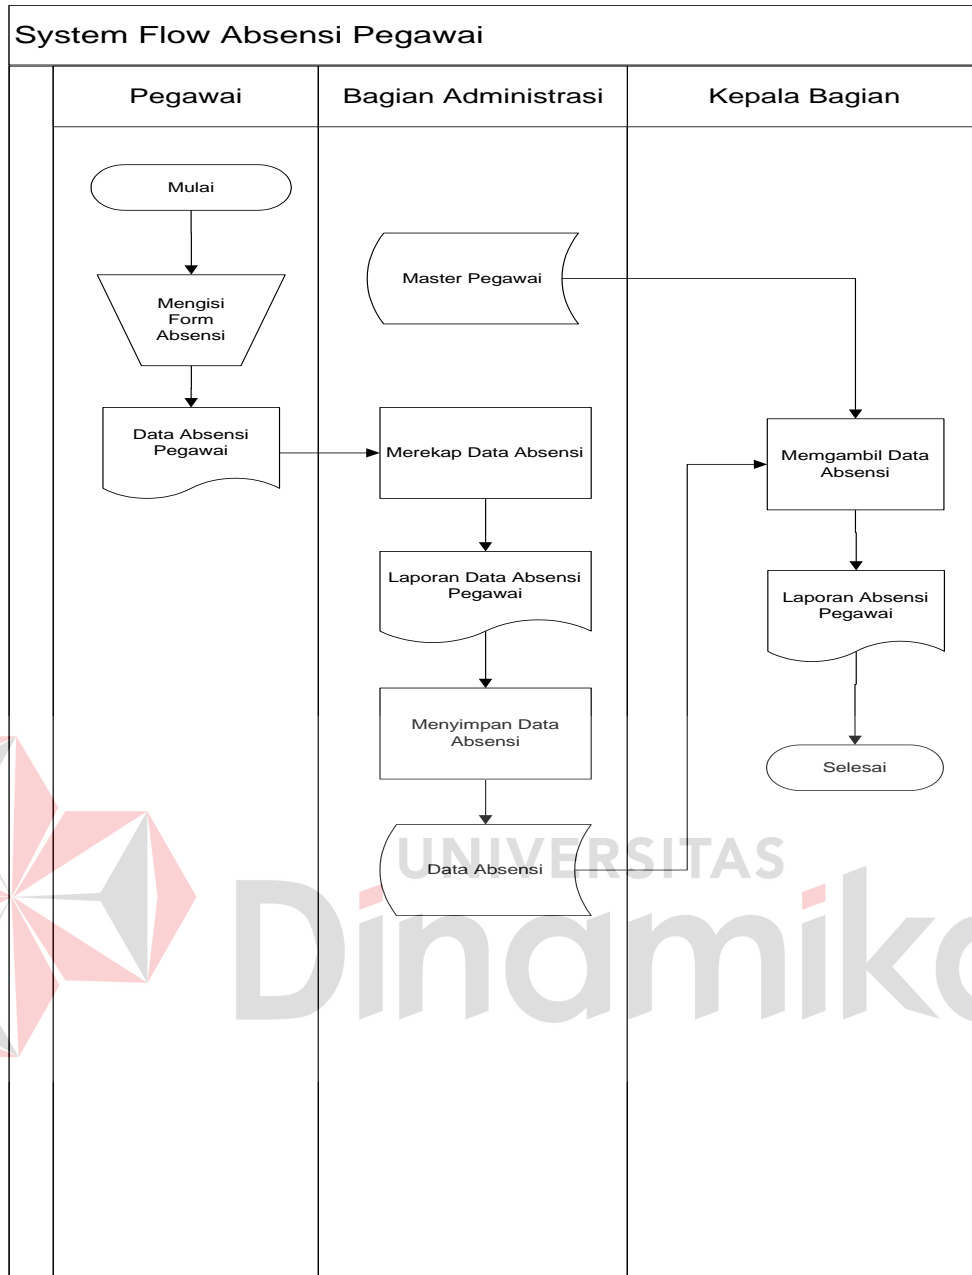 System Flow Absensi Pegawai
Pegawai
Bagian Administrasi
Kepala Bagian
Mulai
Mengisi
Form
Absensi
Data Absensi
Pegawai
Master Pegawai
Merekap Data Absensi
Laporan Data Absensi
Pegawai
Menyimpan Data
Absensi
Data Absensi
Memgambil Data
Absensi
Laporan Absensi
Pegawai
Selesai
UNIVERSITAS
Dinamika